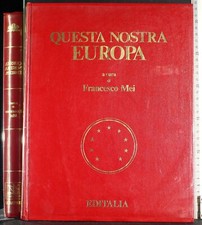 QUESTA NOSTRA
EUROPA
a cura
di
Francesco Mei
EDITALIA